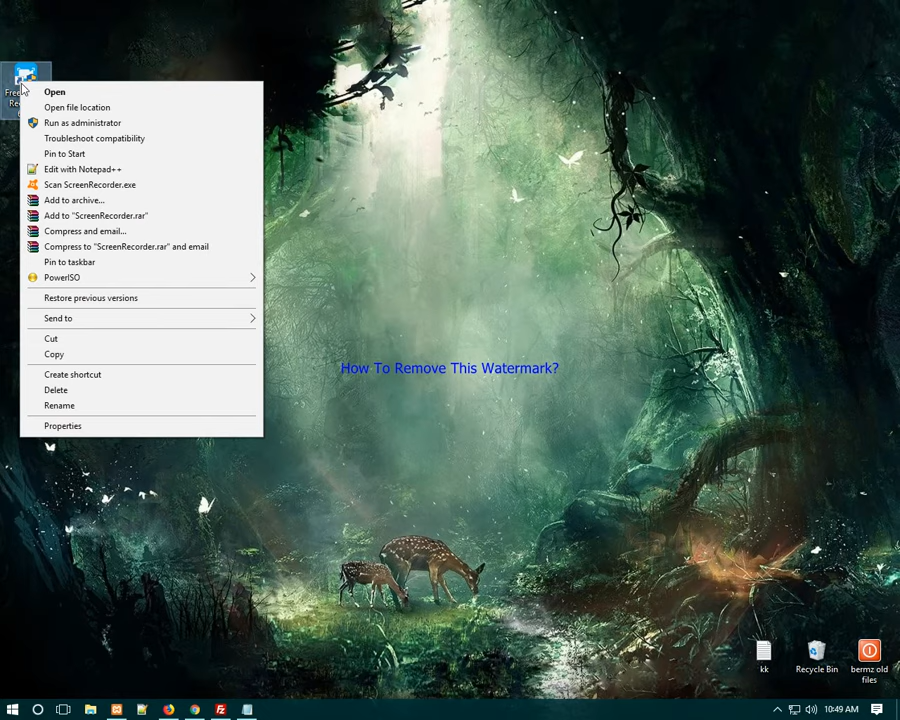 Open
Open file location
Run as administrator
Troubleshoot compatibility
Pin to Start
Edit with Notepad++
Scan ScreenRecorder.exe
Add to archive...
Add to "ScreenRecorder.rar"
Compress and email...
Compress to "ScreenRecorder.rar" and email
Pin to taskbar
PowerISO
Restore previous versions
Send to
Cut
Copy
Create shortcut
Delete
Rename
Properties
How To Remove This Watermark?
kk
Recycle Bin
bermz old
files
10:49 AM